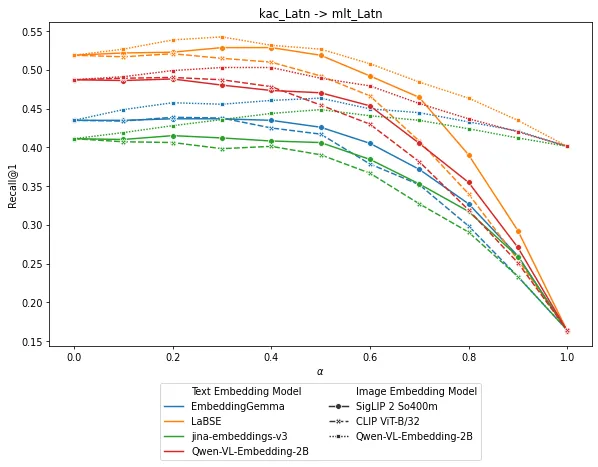 kac_Latn -> mlt_Latn
Recall@1
0.55
0.50
0.45
0.40
0.35
0.30
0.25
0.20
0.15
0.0
0.2
0.4
0.6
0.8
1.0
α
Text Embedding Model
EmbeddingGemma
LaBSE
jina-embeddings-v3
Qwen-VL-Embedding-2B
Image Embedding Model
SigLIP 2 So400m
CLIP ViT-B/32
Qwen-VL-Embedding-2B